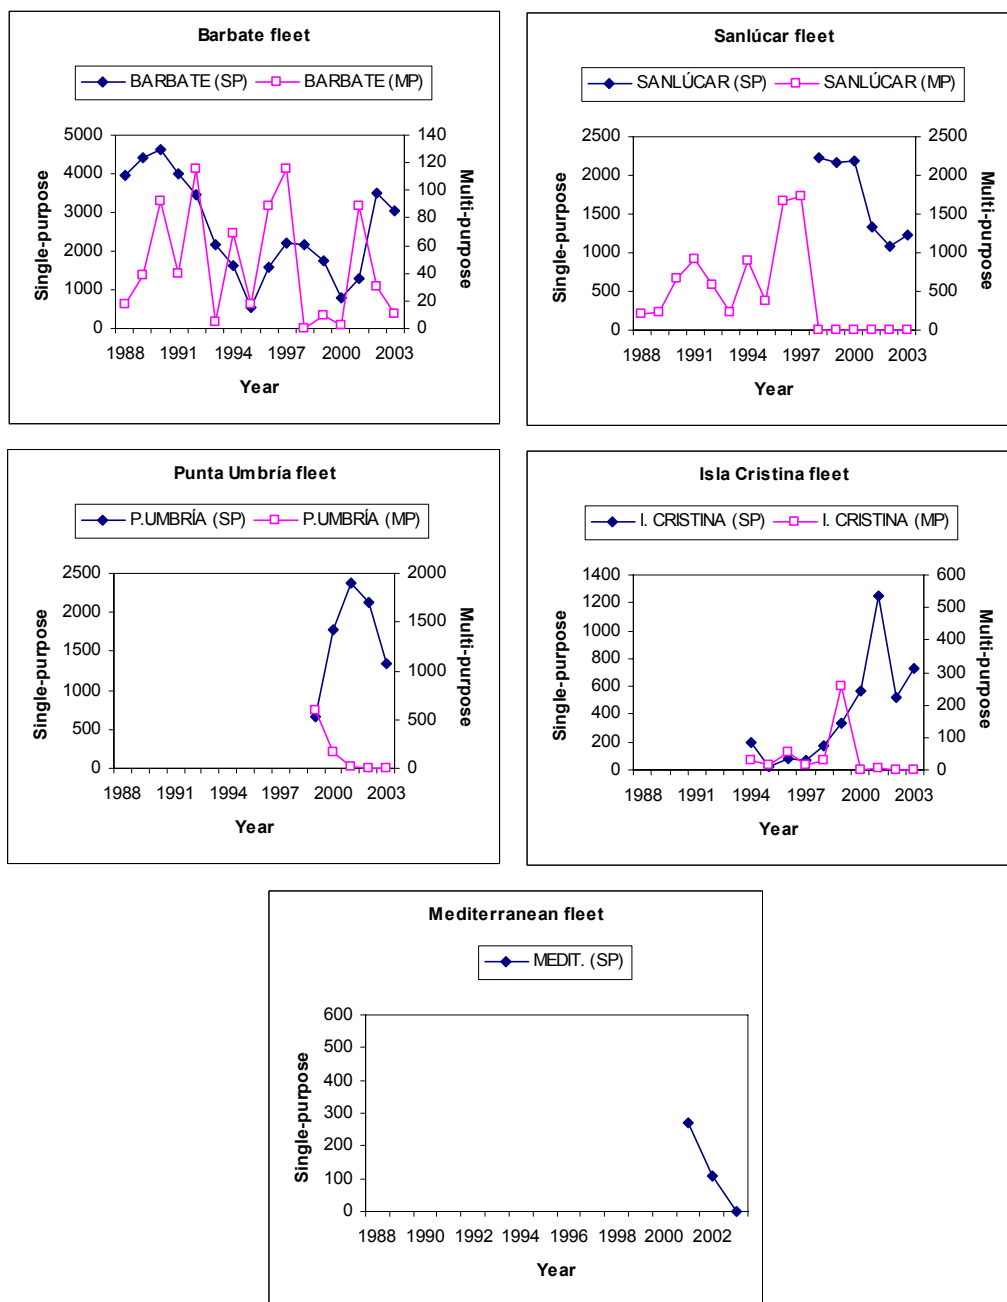 Barbate fleet
BARBATE (SP) BARBATE (MP)
Single-purpose
5000
4000
3000
2000
1000
0
140
120
100
80
60
40
20
0
Multi-purpose
1988 1991 1994 1997 2000 2003
Year
Sanlúcar fleet
SANLÚCAR (SP) SANLÚCAR (MP)
Single-purpose
2500
2000
1500
1000
500
0
2500
2000
1500
1000
500
0
Multi-purpose
1988 1991 1994 1997 2000 2003
Year
Punta Umbría fleet
P.UMBRÍA (SP) P.UMBRÍA (MP)
Single-purpose
2500
2000
1500
1000
500
0
2000
1500
1000
500
0
Multi-purpose
1988 1991 1994 1997 2000 2003
Year
Isla Cristina fleet
I. CRISTINA (SP) I. CRISTINA (MP)
Single-purpose
1400
1200
1000
800
600
400
200
0
600
500
400
300
200
100
0
Multi-purpose
1988 1991 1994 1997 2000 2003
Year
Mediterranean fleet
MEDIT. (SP)
Single-purpose
600
500
400
300
200
100
0
1988 1990 1992 1994 1996 1998 2000 2002
Year